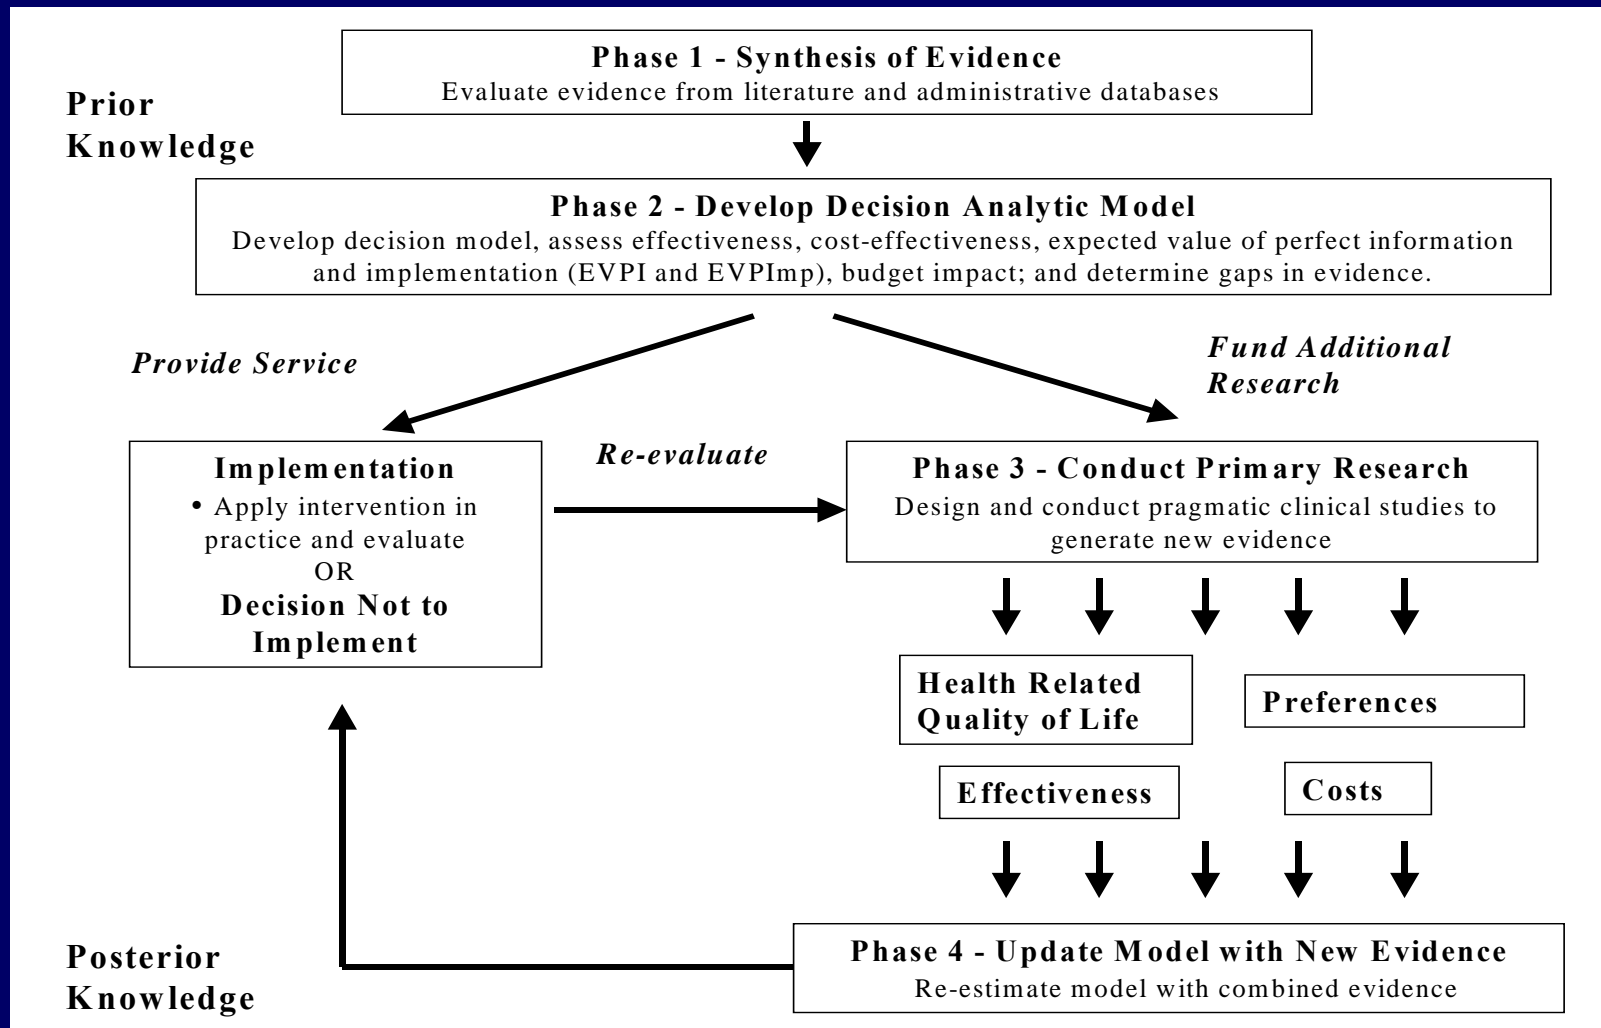 Phase 1 - Synthesis of Evidence
Evaluate evidence from literature and administrative databases
Prior
Knowledge
Phase 2 - Develop Decision Analytic Model
Develop decision model, assess effectiveness, cost-effectiveness, expected value of perfect information
and implementation (EVPI and EVPImp), budget impact; and determine gaps in evidence.
Provide Service
Fund Additional
Research
Implementation
• Apply intervention in
practice and evaluate
OR
Decision Not to
Implement
Re-evaluate
Phase 3 - Conduct Primary Research
Design and conduct pragmatic clinical studies to
generate new evidence
Health Related
Quality of Life
Preferences
Effectiveness
Costs
Posterior
Knowledge
Phase 4 - Update Model with New Evidence
Re-estimate model with combined evidence